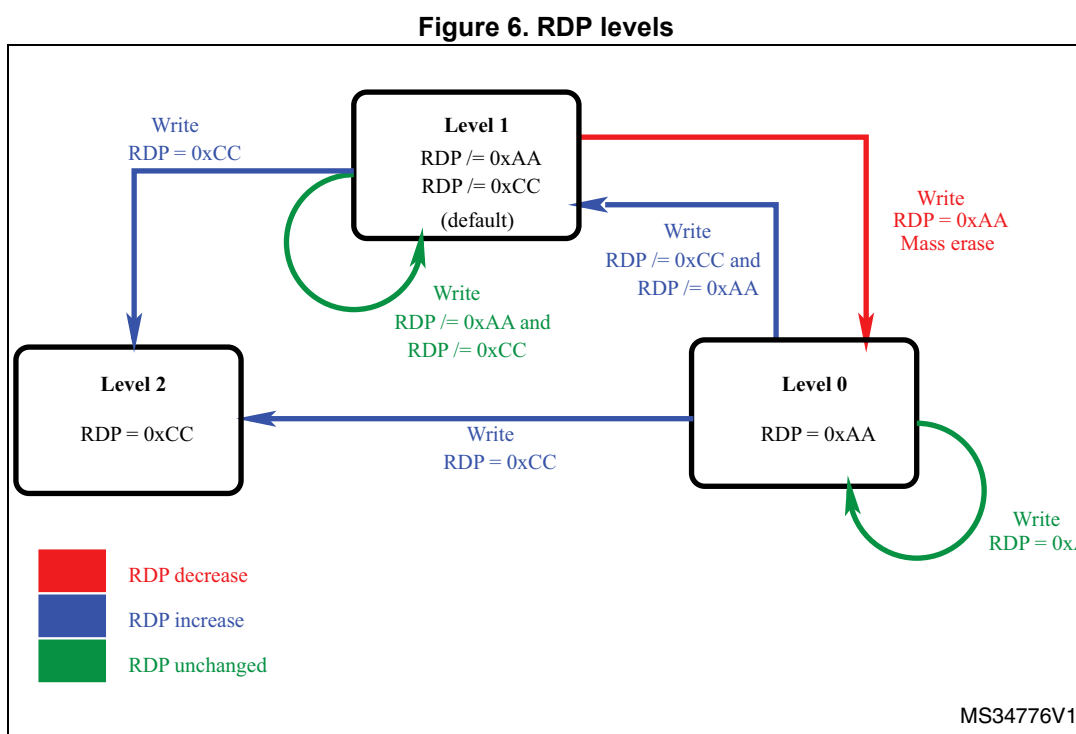 Figure 6. RDP levels
Write
RDP = 0xCC
Level 1
RDP /= 0xAA
RDP /= 0xCC
(default)
Write
RDP = 0xAA
Mass erase
Write
RDP /= 0xCC and
RDP /= 0xAA
Write
RDP /= 0xAA and
RDP /= 0xCC
Level 2
RDP = 0xCC
Level 0
RDP = 0xAA
Write
RDP = 0xCC
Write
RDP =
RDP decrease
RDP increase
RDP unchanged
MS34776V1